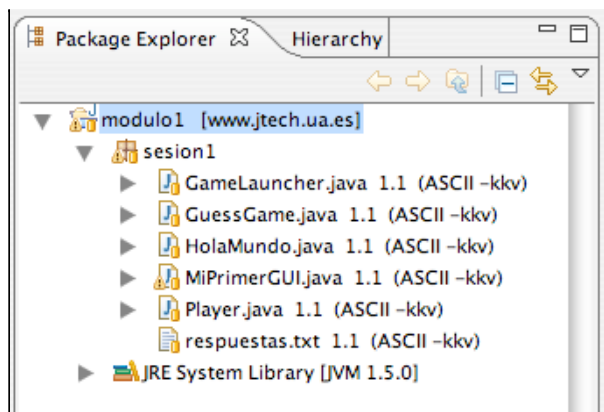 Package Explorer Hierarchy
modulo1 [www.jtech.ua.es]
sesion1
GameLauncher.java 1.1 (ASCII -kkv)
GuessGame.java 1.1 (ASCII -kkv)
HolaMundo.java 1.1 (ASCII -kkv)
MiPrimerGUI.java 1.1 (ASCII -kkv)
Player.java 1.1 (ASCII -kkv)
respuestas.txt 1.1 (ASCII -kkv)
JRE System Library [JVM 1.5.0]